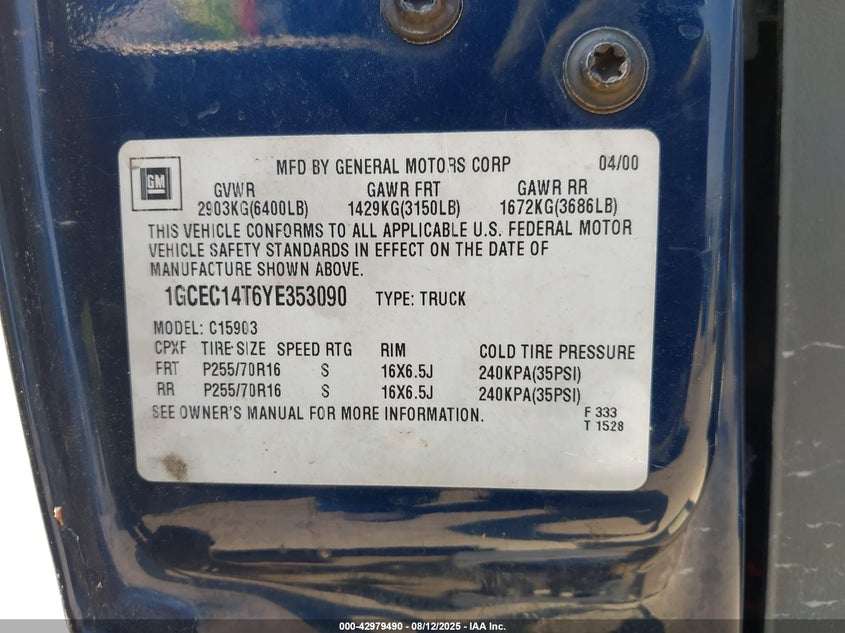 GM
MFD BY GENERAL MOTORS CORP 04/00
GVWR GAWR FRT GAWR RR
2903KG(6400LB) 1429KG(3150LB) 1672KG(3686LB)
THIS VEHICLE CONFORMS TO ALL APPLICABLE U.S. FEDERAL MOTOR
VEHICLE SAFETY STANDARDS IN EFFECT ON THE DATE OF
MANUFACTURE SHOWN ABOVE.
1GCEC14T6YE353090 TYPE: TRUCK
MODEL: C15903
CPXF TIRE SIZE SPEED RTG RIM COLD TIRE PRESSURE
FRT P255/70R16 S 16X6.5J 240KPA(35PSI)
RR P255/70R16 S 16X6.5J 240KPA(35PSI)
SEE OWNER'S MANUAL FOR MORE INFORMATION.
F 333
T 1528
000-42979490 - 08/12/2025 - IAA Inc.